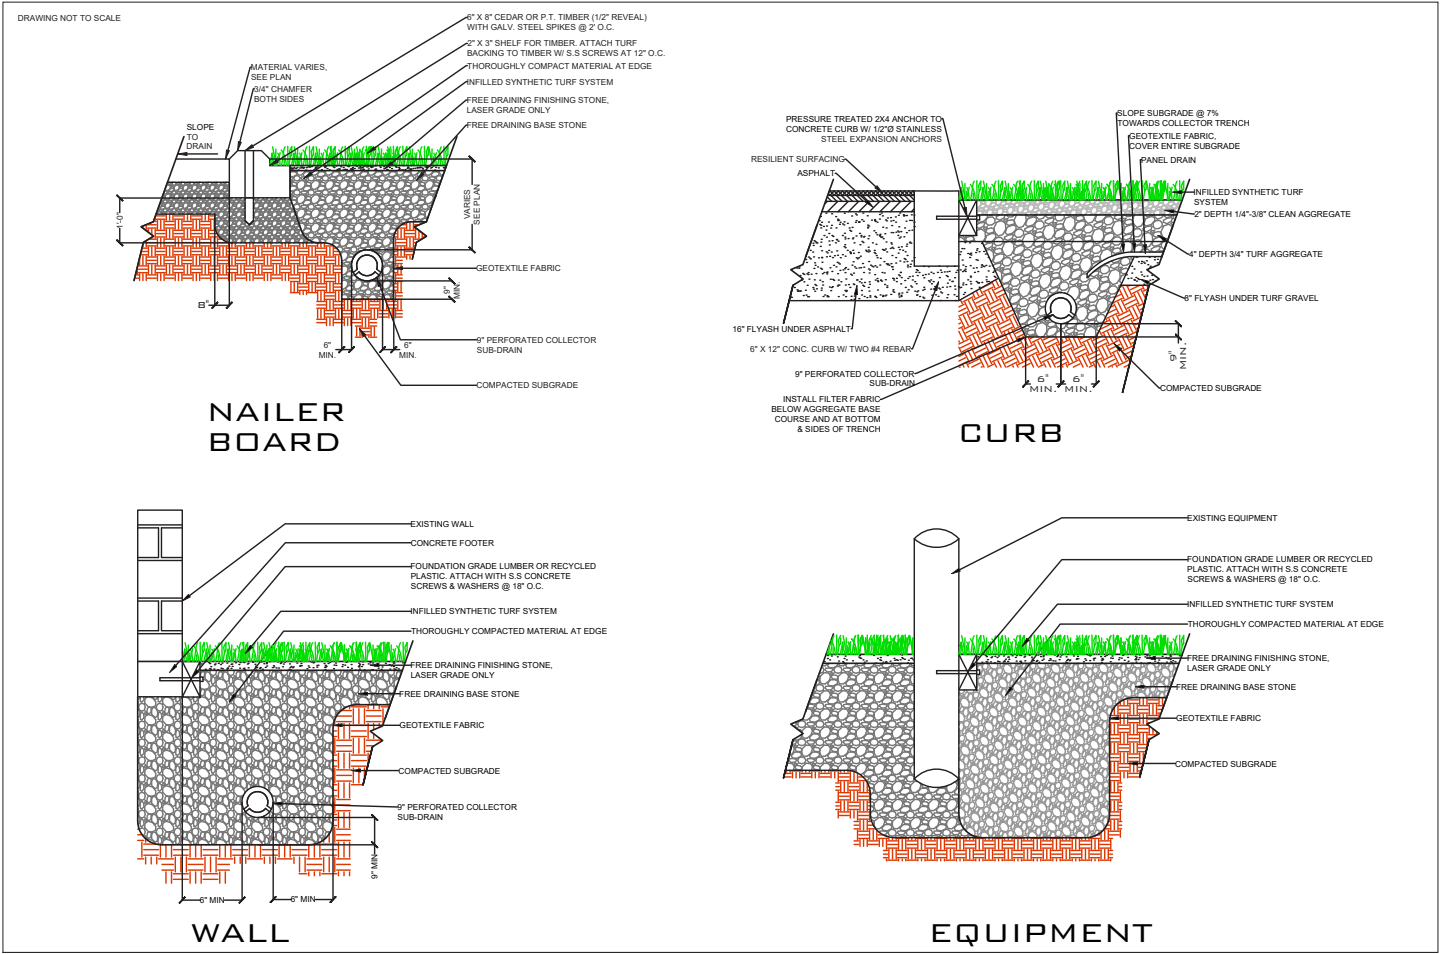 DRAWING NOT TO SCALE
6" X 8" CEDAR OR P.T. TIMBER (1/2" REVEAL)
WITH GALV. STEEL SPIKES @ 2' O.C.
2" X 3" SHELF FOR TIMBER. ATTACH TURF
BACKING TO TIMBER W/ S.S SCREWS AT 12" O.C.
THOROUGHLY COMPACT MATERIAL AT EDGE
INFILLED SYNTHETIC TURF SYSTEM
FREE DRAINING FINISHING STONE,
LASER GRADE ONLY
FREE DRAINING BASE STONE
MATERIAL VARIES,
SEE PLAN
3/4" CHAMFER
BOTH SIDES
SLOPE
TO
DRAIN
1'-0"
8"
VARIES
SEE PLAN
GEOTEXTILE FABRIC
9"
MIN.
6"
MIN.
6"
MIN.
9" PERFORATED COLLECTOR
SUB-DRAIN
COMPACTED SUBGRADE
NAILER
BOARD
PRESSURE TREATED 2X4 ANCHOR TO
CONCRETE CURB W/ 1/2"Ø STAINLESS
STEEL EXPANSION ANCHORS
RESILIENT SURFACING
ASPHALT
SLOPE SUBGRADE @ 7%
TOWARDS COLLECTOR TRENCH
GEOTEXTILE FABRIC,
COVER ENTIRE SUBGRADE
PANEL DRAIN
INFILLED SYNTHETIC TURF
SYSTEM
2" DEPTH 1/4"-3/8" CLEAN AGGREGATE
4" DEPTH 3/4" TURF AGGREGATE
8" FLYASH UNDER TURF GRAVEL
16" FLYASH UNDER ASPHALT
6" X 12" CONC. CURB W/ TWO #4 REBAR
9" PERFORATED COLLECTOR
SUB-DRAIN
INSTALL FILTER FABRIC
BELOW AGGREGATE BASE
COURSE AND AT BOTTOM
& SIDES OF TRENCH
6"
MIN.
6"
MIN.
9"
MIN.
COMPACTED SUBGRADE
CURB
EXISTING WALL
CONCRETE FOOTER
FOUNDATION GRADE LUMBER OR RECYCLED
PLASTIC. ATTACH WITH S.S CONCRETE
SCREWS & WASHERS @ 18" O.C.
INFILLED SYNTHETIC TURF SYSTEM
THOROUGHLY COMPACTED MATERIAL AT EDGE
FREE DRAINING FINISHING STONE,
LASER GRADE ONLY
FREE DRAINING BASE STONE
GEOTEXTILE FABRIC
COMPACTED SUBGRADE
9" PERFORATED COLLECTOR
SUB-DRAIN
9" MIN
6" MIN
6" MIN
WALL
EXISTING EQUIPMENT
FOUNDATION GRADE LUMBER OR RECYCLED
PLASTIC. ATTACH WITH S.S CONCRETE
SCREWS & WASHERS @ 18" O.C.
INFILLED SYNTHETIC TURF SYSTEM
THOROUGHLY COMPACTED MATERIAL AT EDGE
FREE DRAINING FINISHING STONE,
LASER GRADE ONLY
FREE DRAINING BASE STONE
GEOTEXTILE FABRIC
COMPACTED SUBGRADE
EQUIPMENT